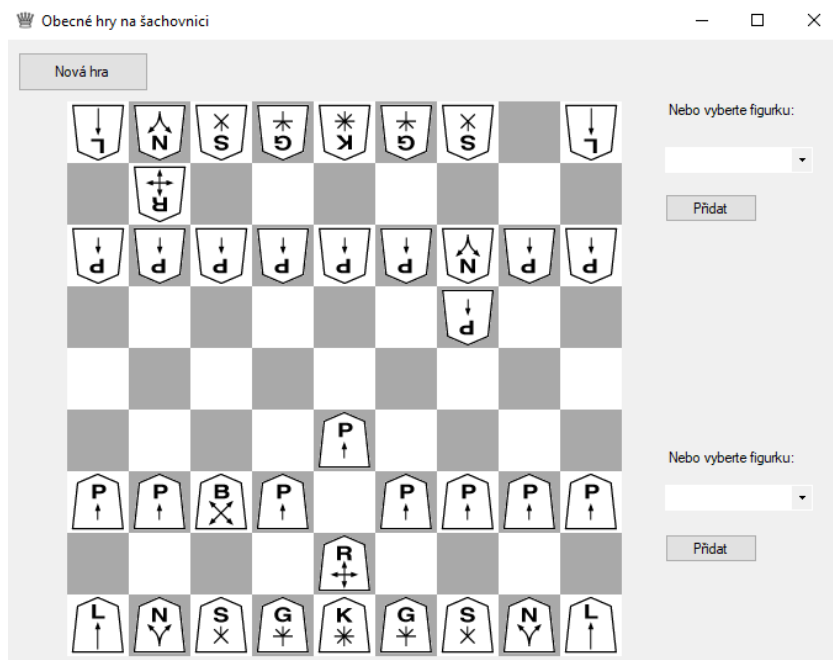 Obecné hry na šachovnici
Nová hra
Nebo vyberte figurku:
Přidat
L N S G K G S L
R
P P P P P P N P P
P
P
P P B P P P P P
R
L N S G K G S N L
Nebo vyberte figurku:
Přidat